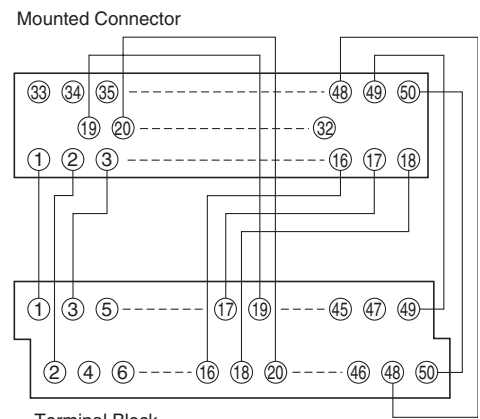 Mounted Connector
33 34 35 48 49 50
19 20 32
1 2 3 16 17 18
1 3 5 17 19 45 47 49
2 4 6 16 18 20 46 48 50
Terminal Block